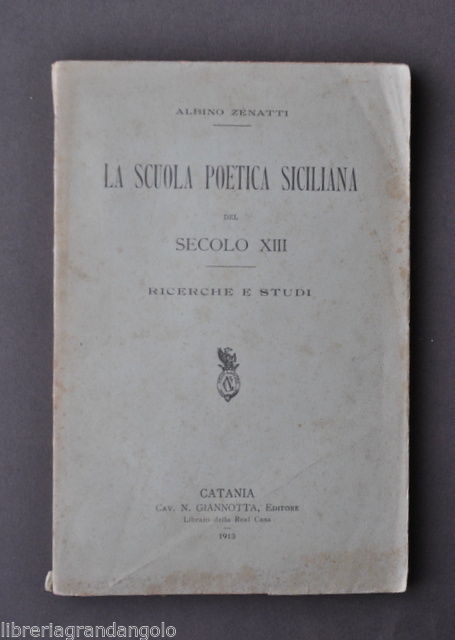 ALBINO ZENATTI
LA SCUOLA POETICA SICILIANA
DEL
SECOLO XIII
RICERCHE E STUDI
CATANIA
CAV. N. GIANNOTTA, EDITORE
Libraio della Real Casa
1913
libreriagrandangolo